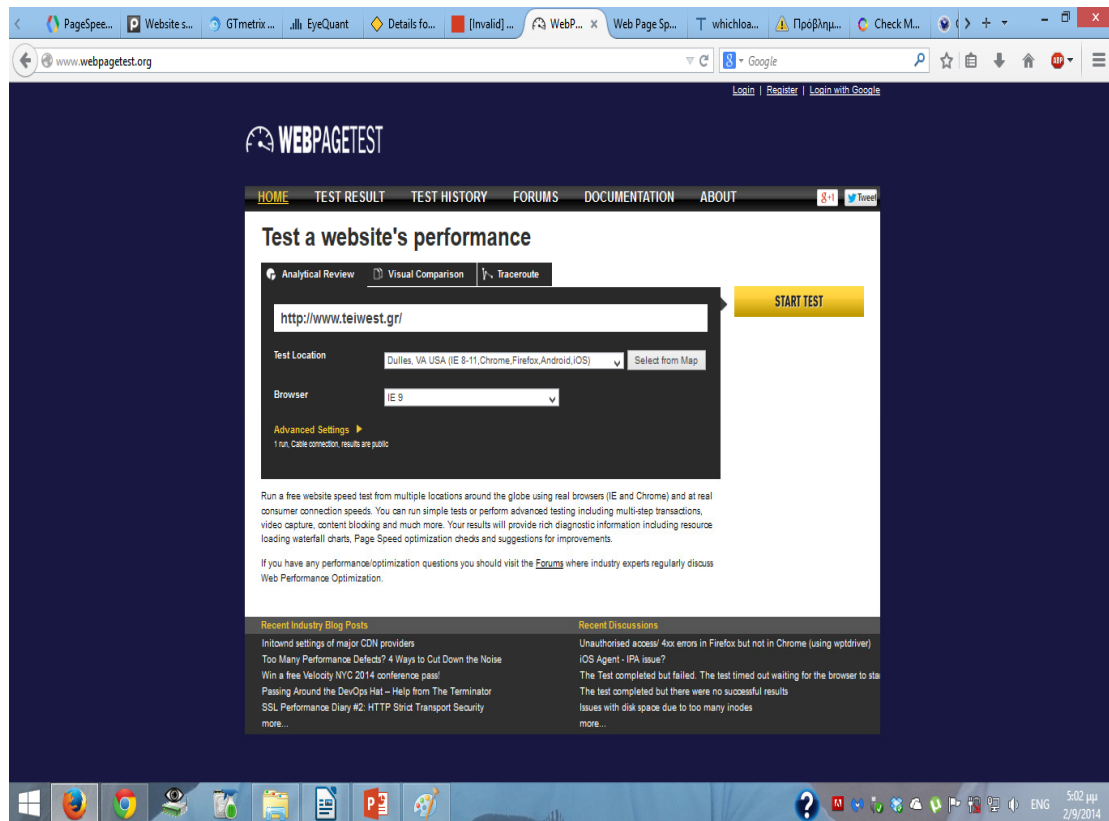 PageSpee...
Website s...
GTmetrix ...
EyeQuant
Details fo...
[Invalid] ...
WebP...
Web Page Sp...
whichloa...
Πρόβλημ...
Check M...
www.webpagetest.org
Google
ABP
Login | Register | Login with Google
WEBPAGETEST
HOME TEST RESULT TEST HISTORY FORUMS DOCUMENTATION ABOUT
g+1 Tweet
Test a website's performance
Analytical Review Visual Comparison Traceroute
START TEST
http://www.teiwest.gr/
Test Location Dulles, VA USA (IE 8-11,Chrome,Firefox,Android,iOS) Select from Map
Browser IE 9
Advanced Settings
1 run, Cable connection, results are public
Run a free website speed test from multiple locations around the globe using real browsers (IE and Chrome) and at real
consumer connection speeds. You can run simple tests or perform advanced testing including multi-step transactions,
video capture, content blocking and much more. Your results will provide rich diagnostic information including resource
loading waterfall charts, Page Speed optimization checks and suggestions for improvements.
If you have any performance/optimization questions you should visit the Forums where industry experts regularly discuss
Web Performance Optimization.
Recent Industry Blog Posts
Initownd settings of major CDN providers
Too Many Performance Defects? 4 Ways to Cut Down the Noise
Win a free Velocity NYC 2014 conference pass!
Passing Around the DevOps Hat – Help from The Terminator
SSL Performance Diary #2: HTTP Strict Transport Security
more...
Recent Discussions
Unauthorised access/ 4xx errors in Firefox but not in Chrome (using wptdriver)
iOS Agent - IPA issue?
The Test completed but failed. The test timed out waiting for the browser to sta
The test completed but there were no successful results
Issues with disk space due to too many inodes
more...
ENG
5:02 μμ
2/9/2014